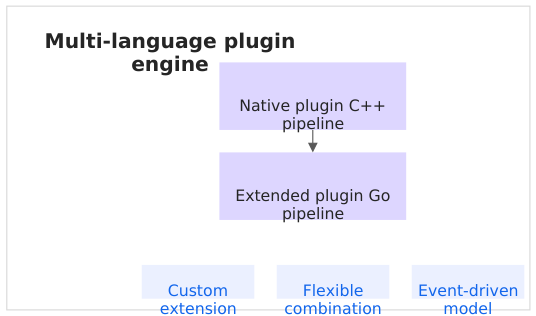 Multi-language plugin
engine
Native plugin C++
pipeline
Extended plugin Go
pipeline
Custom
extension
Flexible
combination
Event-driven
model